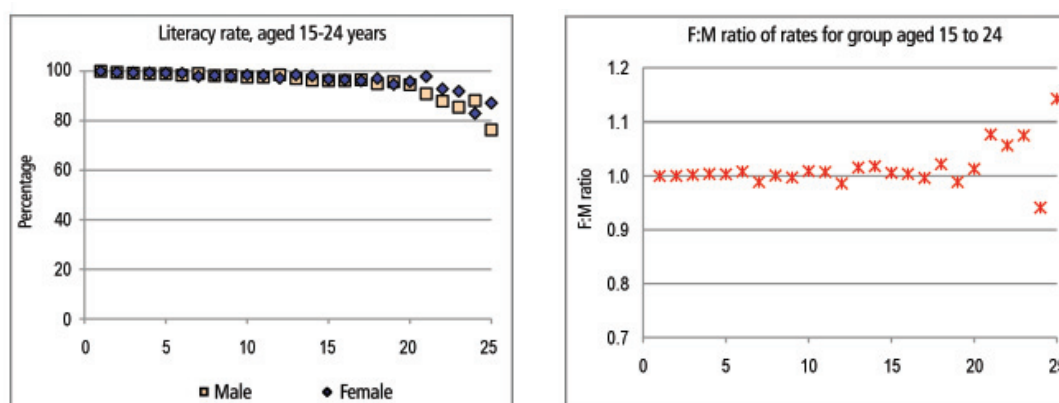 Literacy rate, aged 15-24 years
Percentage
100
80
60
40
20
0
0 5 10 15 20 25
Male Female
F:M ratio of rates for group aged 15 to 24
F:M ratio
1.2
1.1
1.0
0.9
0.8
0.7
0 5 10 15 20 25